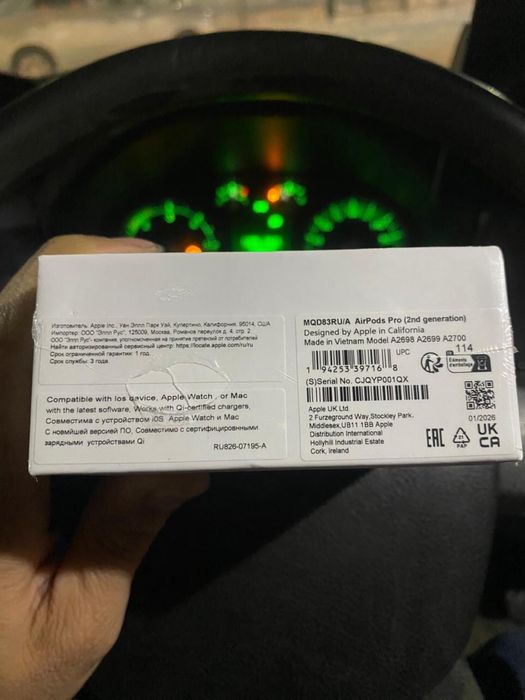 Изготовитель: Apple Inc., Уан Эппл Парк Уэй, Купертино, Калифорния, 95014, США
Импортер: ООО "Эппл Рус", 125009, Москва, Романов переулок д. 4, стр. 2
ООО "Эппл Рус", уполномоченная на принятие претензий от потребителей
Найти авторизированный сервисный центр: https://locate.apple.com/ru/ru
Срок ограниченной гарантии: 1 год.
Срок службы: 3 года.
Compatible with Ios device, Apple Watch , or Mac
with the latest sofware, Works with Qi-certified chargers,
Совместима с устройством iOS Apple Watch и Mac
С новмйшей версией ПО, Совместимо с сертифицированными
зарядными устройствами Qi
RU826-07195-A
MQD83RU/A AirPods Pro (2nd generation)
Designed by Apple in California
Made in Vietnam Model A2698 A2699 A2700
UPC
114
1 94253 39716 8
Éléments d'emballage
(S)Serial No. CJQYP001QX
Apple UK Ltd
2 Furzeground Way,Stockley Park,
Middlesex,UB11 1BB Apple
Distribution International
Hollyhill Industrial Estate
Cork, Ireland
01/2026
EAC
21
PAP
UK
CA